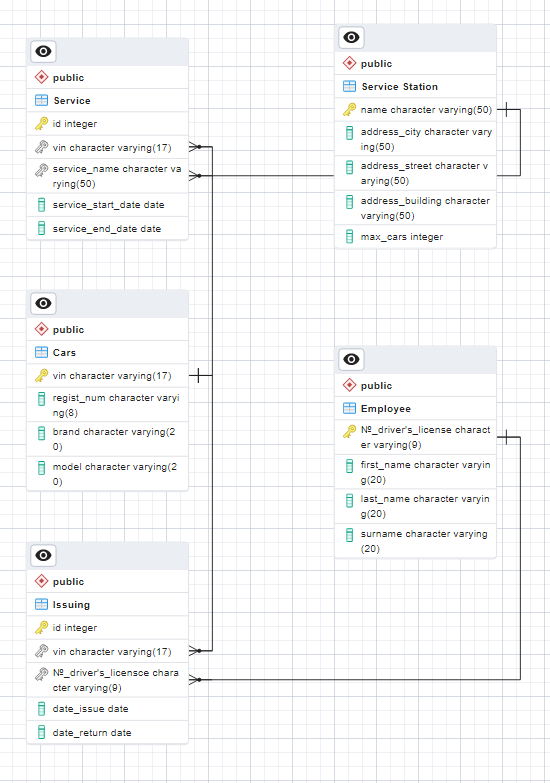 public
Service
id integer
vin character varying(17)
service_name character va
rying(50)
service_start_date date
service_end_date date
public
Service Station
name character varying(50)
address_city character vary
ing(50)
address_street character v
arying(50)
address_building character
varying(50)
max_cars integer
public
Cars
vin character varying(17)
regist_num character varyi
ng(8)
brand character varying(2
0)
model character varying(2
0)
public
Employee
№_driver's_license charact
er varying(9)
first_name character varyin
g(20)
last_name character varyin
g(20)
surname character varying
(20)
public
Issuing
id integer
vin character varying(17)
№_driver's_licensce chara
cter varying(9)
date_issue date
date_return date